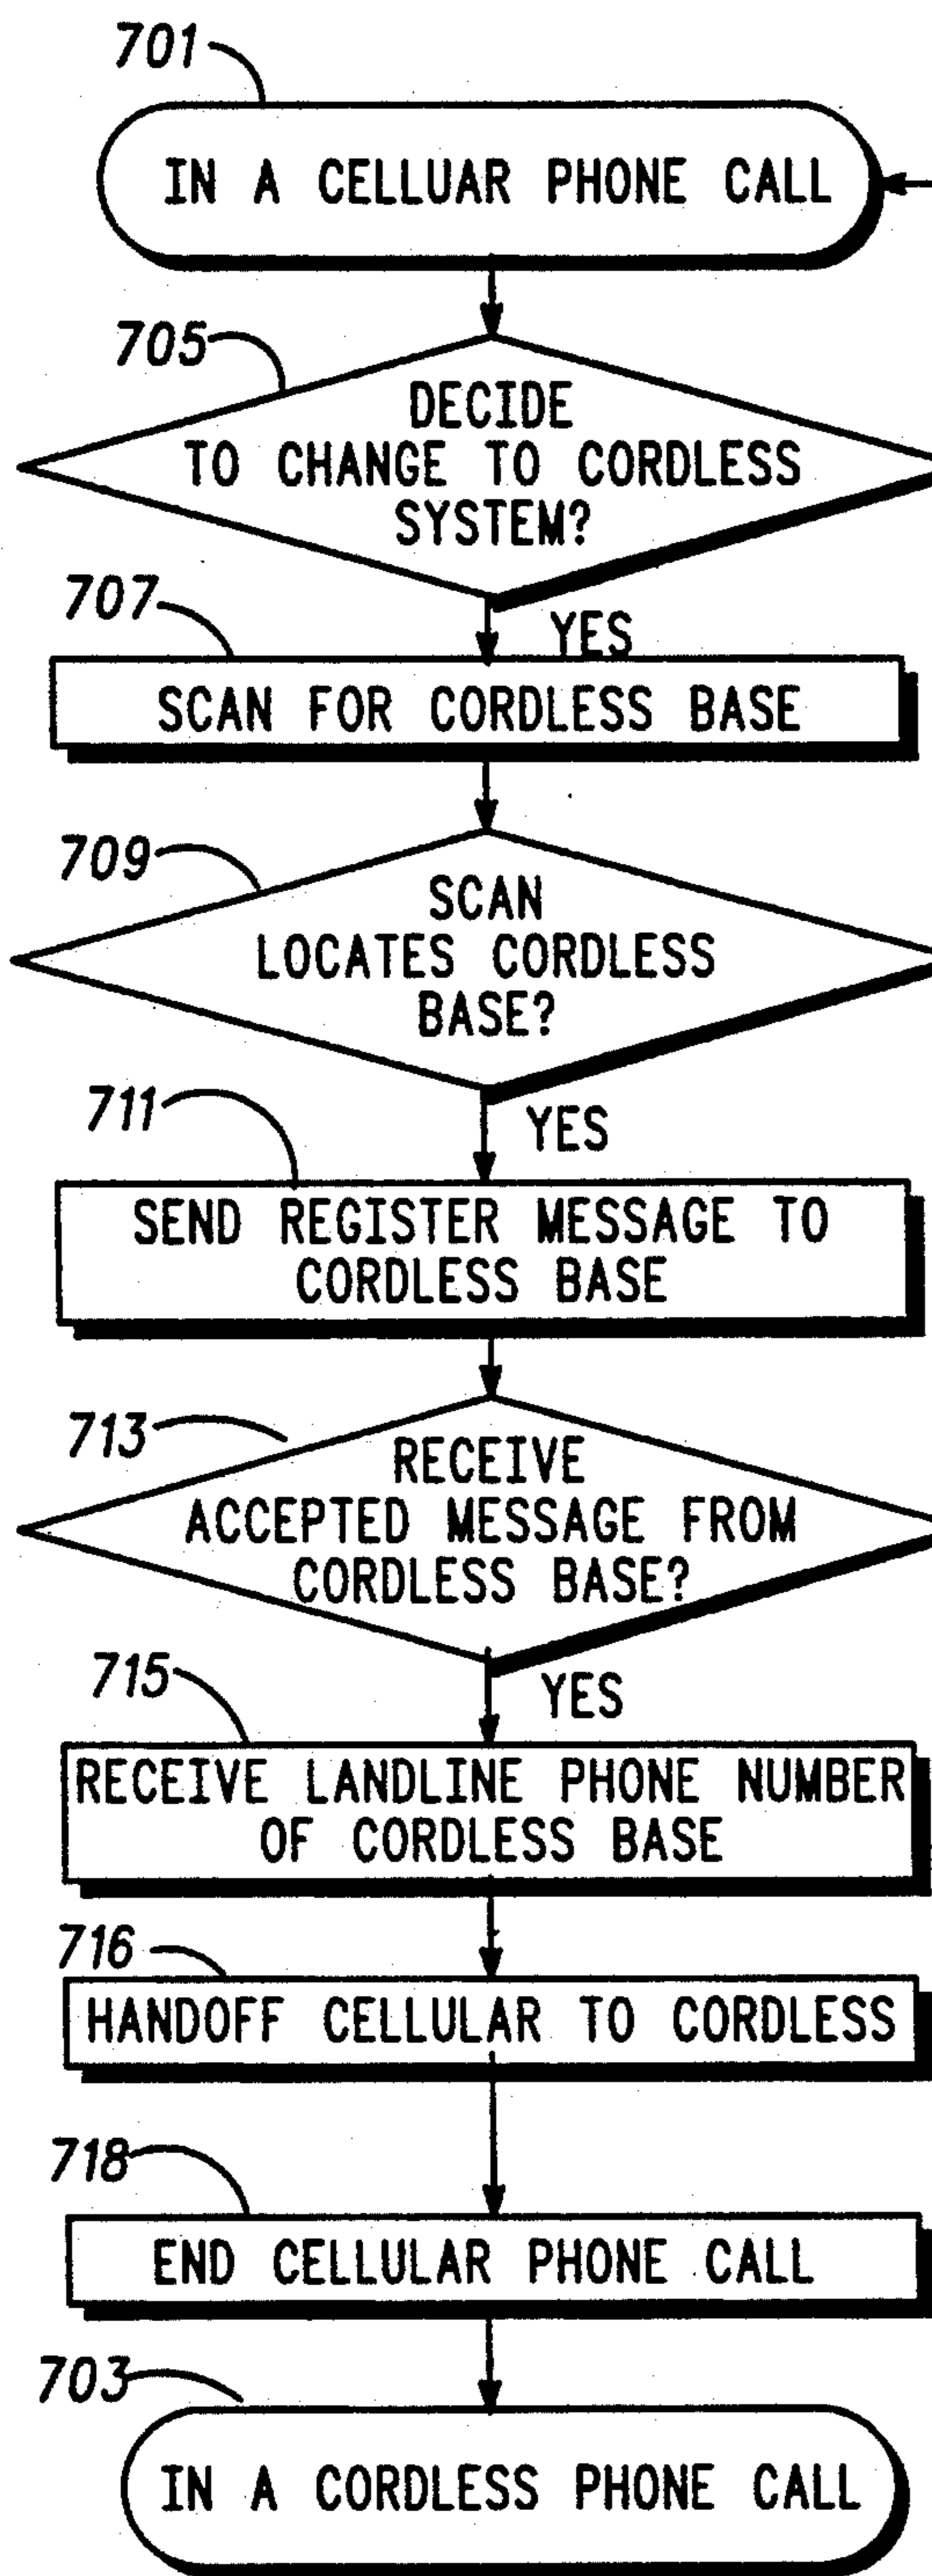 701
IN A CELLUAR PHONE CALL
705
DECIDE
TO CHANGE TO CORDLESS
SYSTEM?
YES
707
SCAN FOR CORDLESS BASE
709
SCAN
LOCATES CORDLESS
BASE?
YES
711
SEND REGISTER MESSAGE TO
CORDLESS BASE
713
RECEIVE
ACCEPTED MESSAGE FROM
CORDLESS BASE?
YES
715
RECEIVE LANDLINE PHONE NUMBER
OF CORDLESS BASE
716
HANDOFF CELLULAR TO CORDLESS
718
END CELLULAR PHONE CALL
703
IN A CORDLESS PHONE CALL